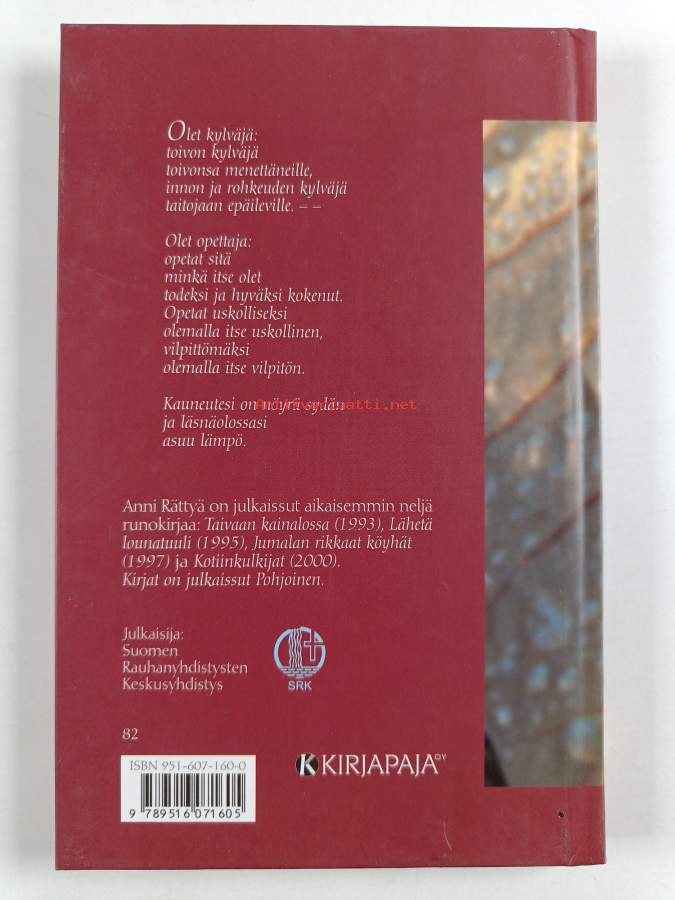 Olet kylväjä:
toivon kylväjä
toivonsa menettäneille,
innon ja rohkeuden kylväjä
taitojaan epäileville. – –
Olet opettaja:
opetat sitä
minkä itse olet
todeksi ja hyväksi kokenut.
Opetat uskolliseksi
olemalla itse uskollinen,
vilpittömäksi
olemalla itse vilpitön.
Kauneutesi on nöyrä sydän
ja läsnäolossasi
asuu lämpö.
Anni Rättyä on julkaissut aikaisemmin neljä
runokirjaa: Taivaan kainalossa (1993), Lähetä
lounatuuli (1995), Jumalan rikkaat köyhät
(1997) ja Kotiinkulkijat (2000).
Kirjat on julkaissut Pohjoinen.
Julkaisija:
Suomen
Rauhanyhdistysten
Keskusyhdistys
SRK
82
ISBN 951-607-160-0
9 789516 071605
KIRJAPAJA OY